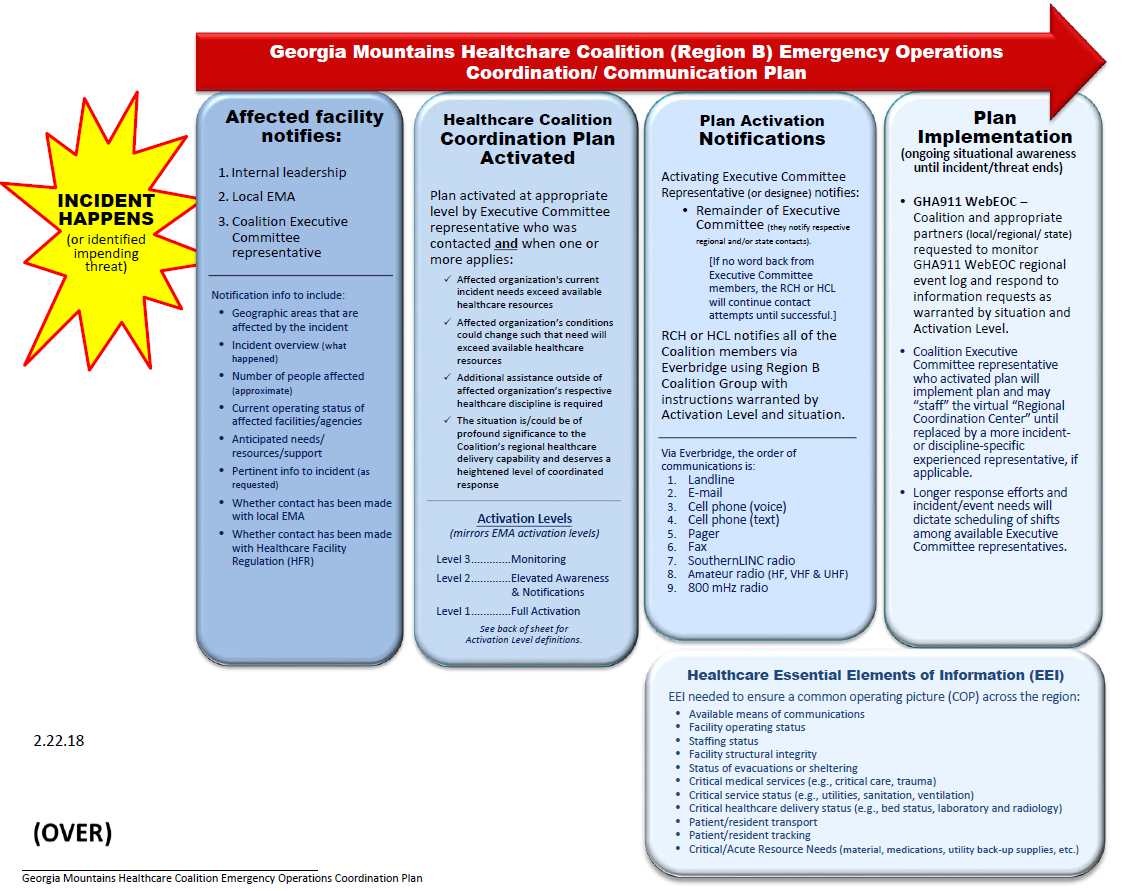 Georgia Mountains Healtchare Coalition (Region B) Emergency Operations
Coordination/ Communication Plan
INCIDENT
HAPPENS
(or identified
impending
threat)
Affected facility
notifies:
1. Internal leadership
2. Local EMA
3. Coalition Executive
Committee
representative
Notification info to include:
• Geographic areas that are
affected by the incident
• Incident overview (what
happened)
• Number of people affected
(approximate)
• Current operating status of
affected facilities/agencies
• Anticipated needs/
resources/support
• Pertinent info to incident (as
requested)
• Whether contact has been made
with local EMA
• Whether contact has been made
with Healthcare Facility
Regulation (HFR)
Healthcare Coalition
Coordination Plan
Activated
Plan activated at appropriate
level by Executive Committee
representative who was
contacted and when one or
more applies:
✓ Affected organization's current
incident needs exceed available
healthcare resources
✓ Affected organization's conditions
could change such that need will
exceed available healthcare
resources
✓ Additional assistance outside of
affected organization's respective
healthcare discipline is required
✓ The situation is/could be of
profound significance to the
Coalition's regional healthcare
delivery capability and deserves a
heightened level of coordinated
response
Activation Levels
(mirrors EMA activation levels)
Level 3............Monitoring
Level 2............Elevated Awareness
& Notifications
Level 1............Full Activation
See back of sheet for
Activation Level definitions.
Plan Activation
Notifications
Activating Executive Committee
Representative (or designee) notifies:
• Remainder of Executive
Committee (they notify respective
regional and/or state contacts).
[If no word back from
Executive Committee
members, the RCH or HCL
will continue contact
attempts until successful.]
RCH or HCL notifies all of the
Coalition members via
Everbridge using Region B
Coalition Group with
instructions warranted by
Activation Level and situation.
Via Everbridge, the order of
communications is:
1. Landline
2. E-mail
3. Cell phone (voice)
4. Cell phone (text)
5. Pager
6. Fax
7. SouthernLINC radio
8. Amateur radio (HF, VHF & UHF)
9. 800 mHz radio
Plan
Implementation
(ongoing situational awareness
until incident/threat ends)
• GHA911 WebEOC –
Coalition and appropriate
partners (local/regional/ state)
requested to monitor
GHA911 WebEOC regional
event log and respond to
information requests as
warranted by situation and
Activation Level.
• Coalition Executive
Committee representative
who activated plan will
implement plan and may
"staff" the virtual "Regional
Coordination Center" until
replaced by a more incident-
or discipline-specific
experienced representative, if
applicable.
• Longer response efforts and
incident/event needs will
dictate scheduling of shifts
among available Executive
Committee representatives.
Healthcare Essential Elements of Information (EEI)
EEI needed to ensure a common operating picture (COP) across the region:
• Available means of communications
• Facility operating status
• Staffing status
• Facility structural integrity
• Status of evacuations or sheltering
• Critical medical services (e.g., critical care, trauma)
• Critical service status (e.g., utilities, sanitation, ventilation)
• Critical healthcare delivery status (e.g., bed status, laboratory and radiology)
• Patient/resident transport
• Patient/resident tracking
• Critical/Acute Resource Needs (material, medications, utility back-up supplies, etc.)
2.22.18
(OVER)
Georgia Mountains Healthcare Coalition Emergency Operations Coordination Plan